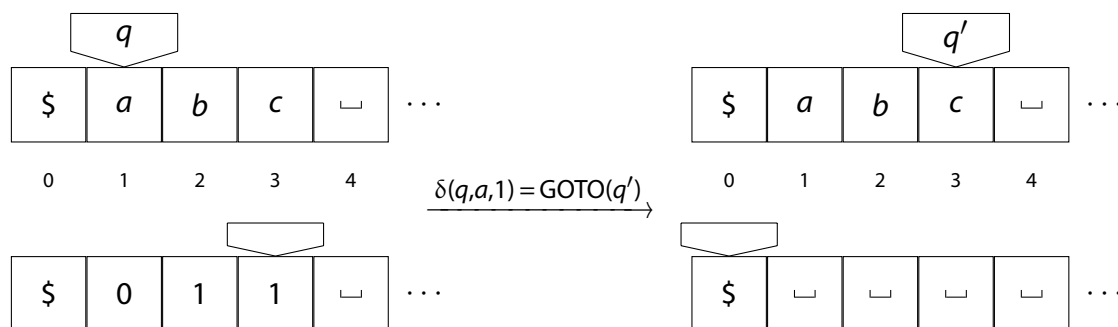 q q′
$ a b c ␣ ··· $ a b c ␣ ···
0 1 2 3 4 0 1 2 3 4
δ(q,a,1) = GOTO(q′)
$ 0 1 1 ␣ ··· $ ␣ ␣ ␣ ␣ ···